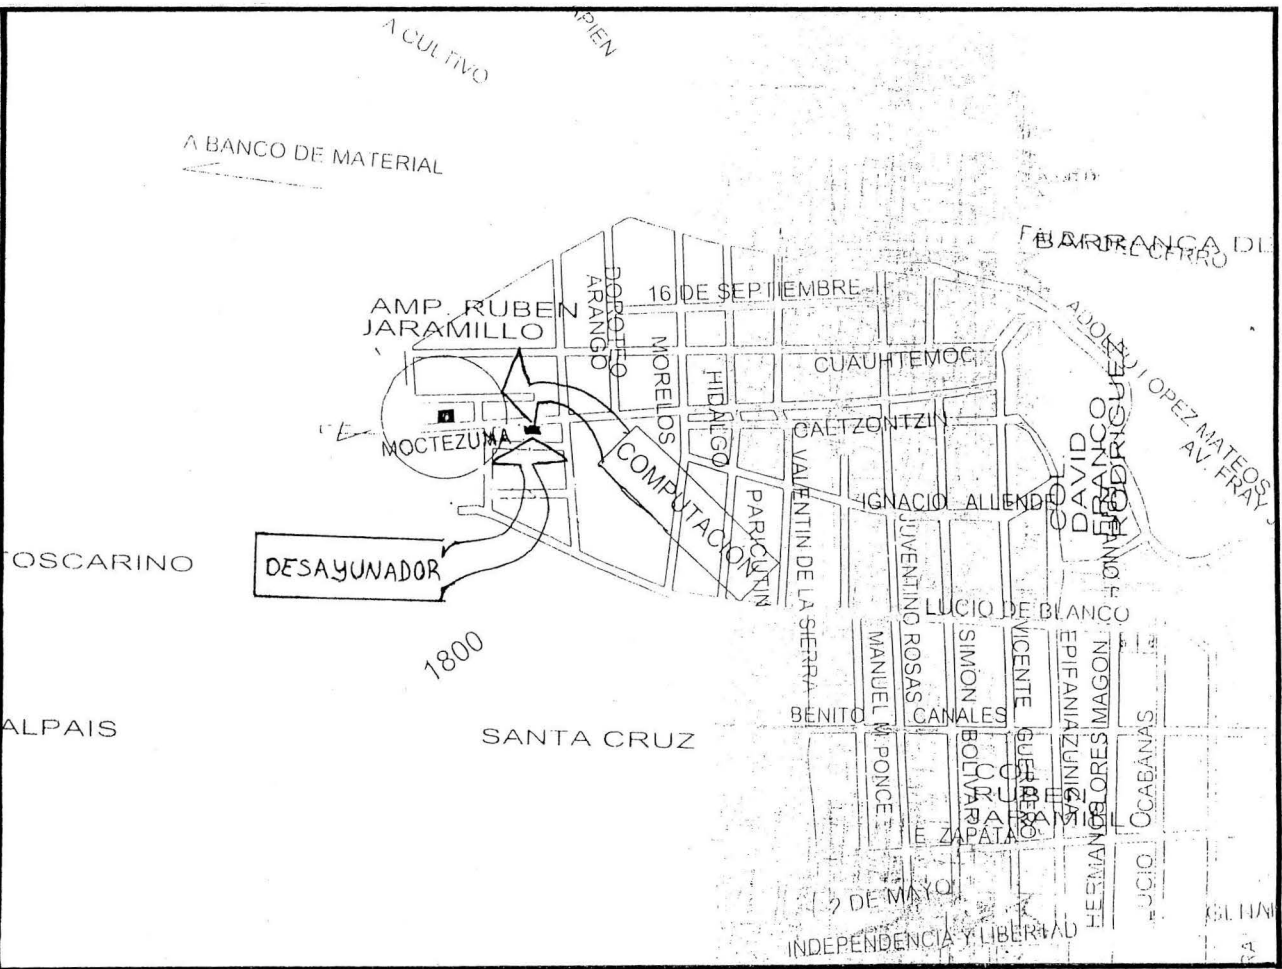 A CULTIVO
A BANCO DE MATERIAL
BARRANCA DE
AMP. RUBEN
JARAMILLO
DOROTEO
ARANGO
16 DE SEPTIEMBRE
ADOLFO LOPEZ MATEOS
AV. FRAY
MORELOS
HIDALGO
CUAUHTEMOC
MOCTEZUMA
CALTZONTZIN
COL
DAVID
FRANCO
RODRIGUEZ
COMPUTACION
VALENTIN DE LA SIERRA
PARICUTIN
IGNACIO ALLENDE
JUVENTINO ROSAS
TOSCARINO
DESAYUNADOR
LUCIO DE BLANCO
1800
MANUEL M PONCE
SIMON BOLIVAR
VICENTE GUERRERO
EPIFANIA ZUNIGA
HERMANOS FLORES MAGON
LUCIO CABAÑAS
ALPAIS
SANTA CRUZ
BENITO CANALES
COL
RUBEN
JARAMILLO
E ZAPATA
2 DE MAYO
INDEPENDENCIA Y LIBERTAD